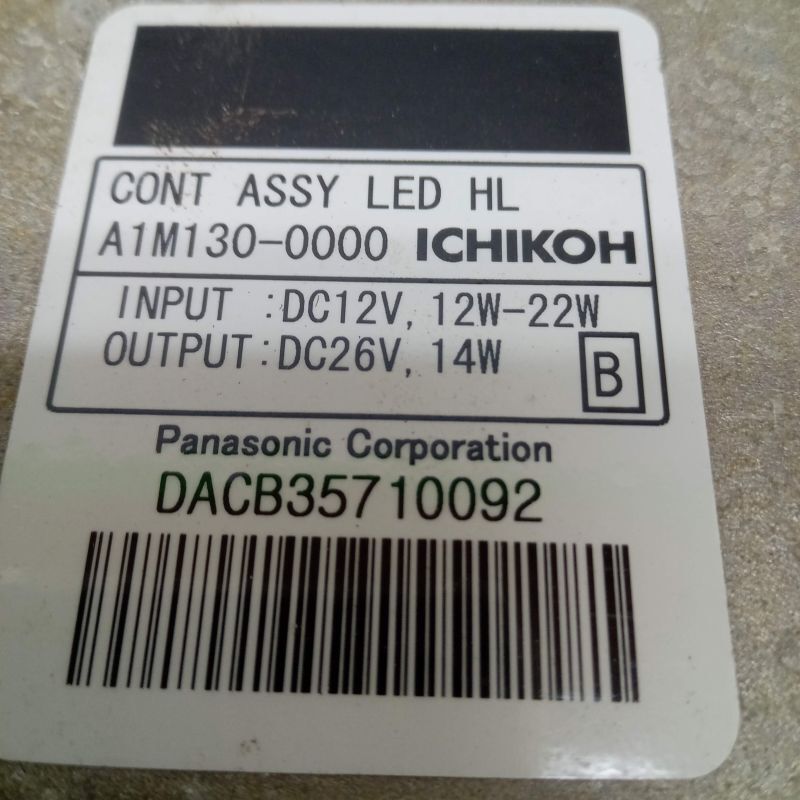 CONT ASSY LED HL
A1M130-0000 ICHIKOH
INPUT :DC12V, 12W-22W
OUTPUT:DC26V, 14W
B
Panasonic Corporation
DACB35710092